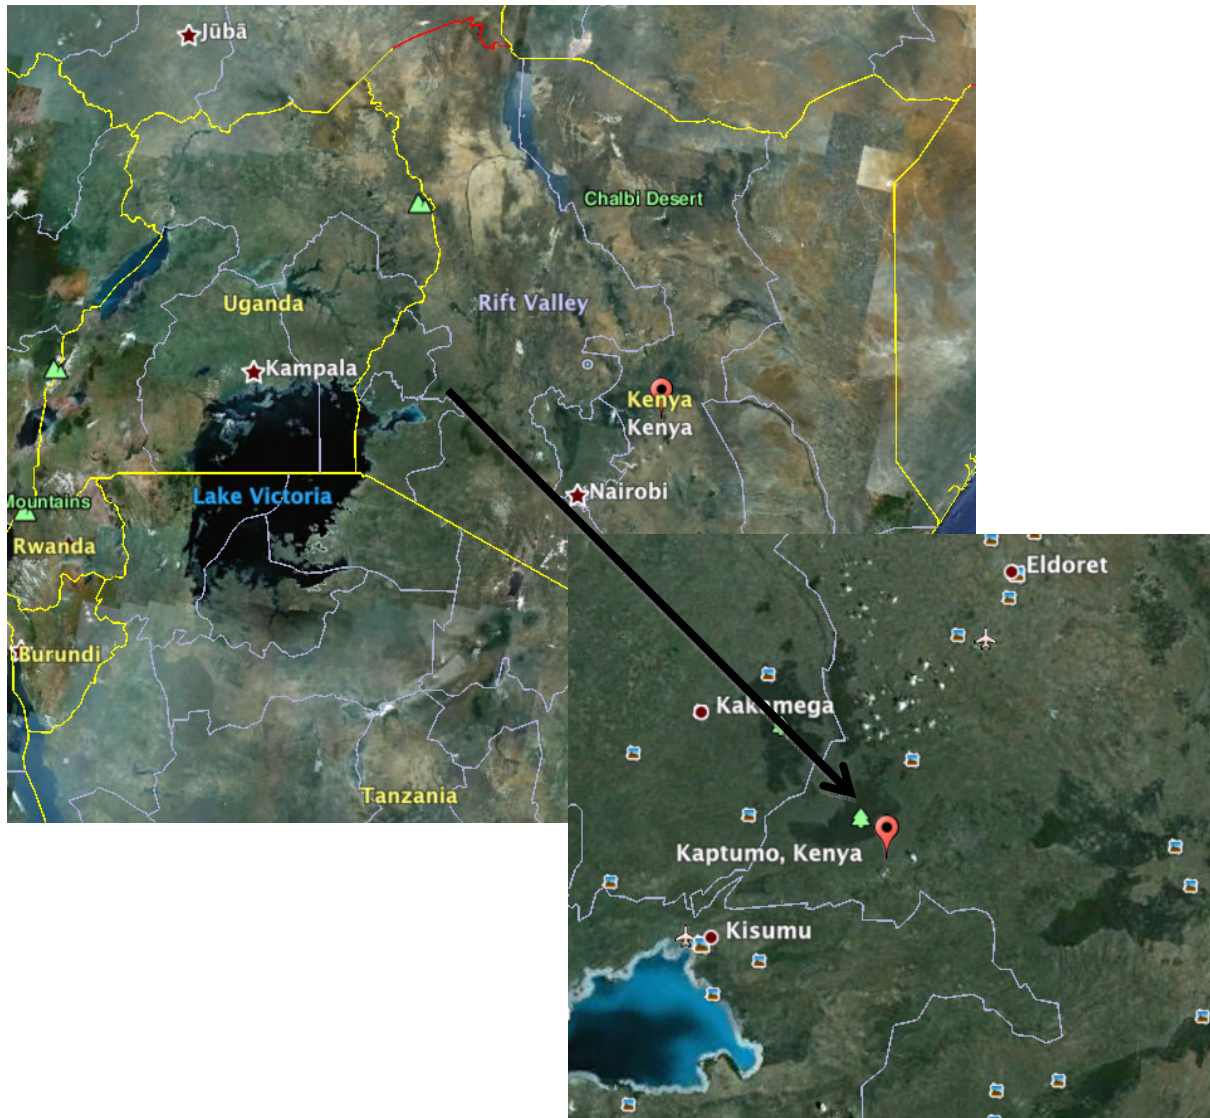 Jūbā
Chalbi Desert
Uganda
Rift Valley
Kampala
Kenya
Kenya
Lake Victoria
Nairobi
Mountains
Rwanda
Burundi
Tanzania
Eldoret
Kakamega
Kaptumo, Kenya
Kisumu